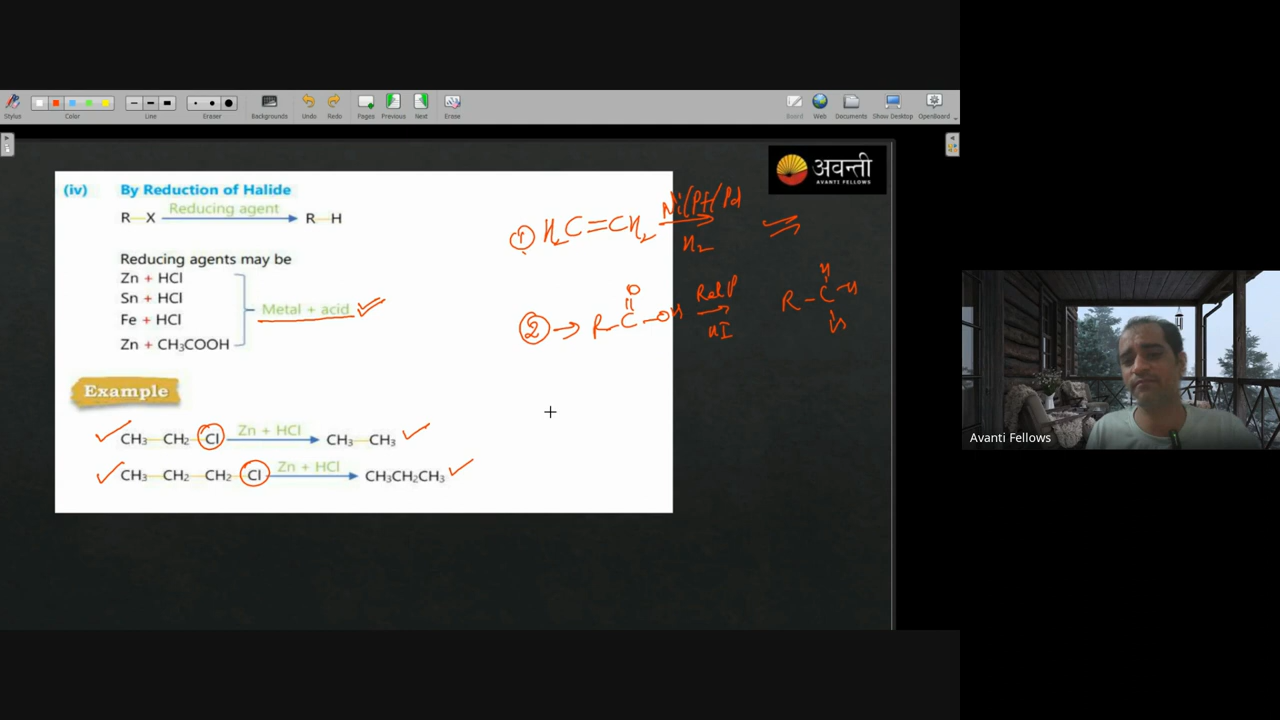 Stylus Color Line Eraser Backgrounds Undo Redo Pages Previous Next Erase Board Web Documents Show Desktop OpenBoard
अवन्ती
AVANTI FELLOWS
(iv) By Reduction of Halide
R—X Reducing agent R—H
Reducing agents may be
Zn + HCl
Sn + HCl
Fe + HCl
Zn + CH₃COOH
Metal + acid
Example
CH₃—CH₂—Cl Zn + HCl CH₃—CH₃
CH₃—CH₂—CH₂—Cl Zn + HCl CH₃CH₂CH₃
① H₂C=CH₂ Ni/Pt/Pd H₂
② → R-C-OH Red P HI R-C-H
O
H
H
Avanti Fellows